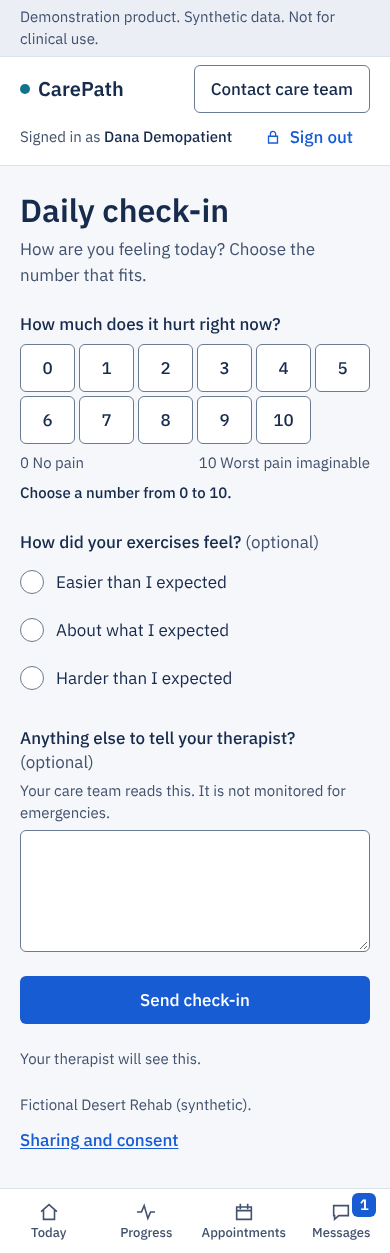 Demonstration product. Synthetic data. Not for
clinical use.
CarePath
Contact care team
Signed in as Dana Demopatient
Sign out
Daily check-in
How are you feeling today? Choose the
number that fits.
How much does it hurt right now?
0 1 2 3 4 5
6 7 8 9 10
0 No pain 10 Worst pain imaginable
Choose a number from 0 to 10.
How did your exercises feel? (optional)
Easier than I expected
About what I expected
Harder than I expected
Anything else to tell your therapist?
(optional)
Your care team reads this. It is not monitored for
emergencies.
Send check-in
Your therapist will see this.
Fictional Desert Rehab (synthetic).
Sharing and consent
1
Today Progress Appointments Messages